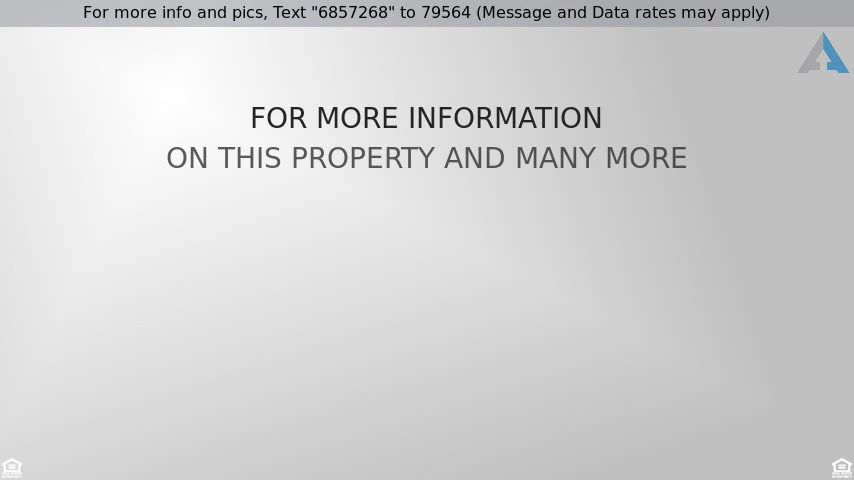 For more info and pics, Text "6857268" to 79564 (Message and Data rates may apply)
FOR MORE INFORMATION
ON THIS PROPERTY AND MANY MORE